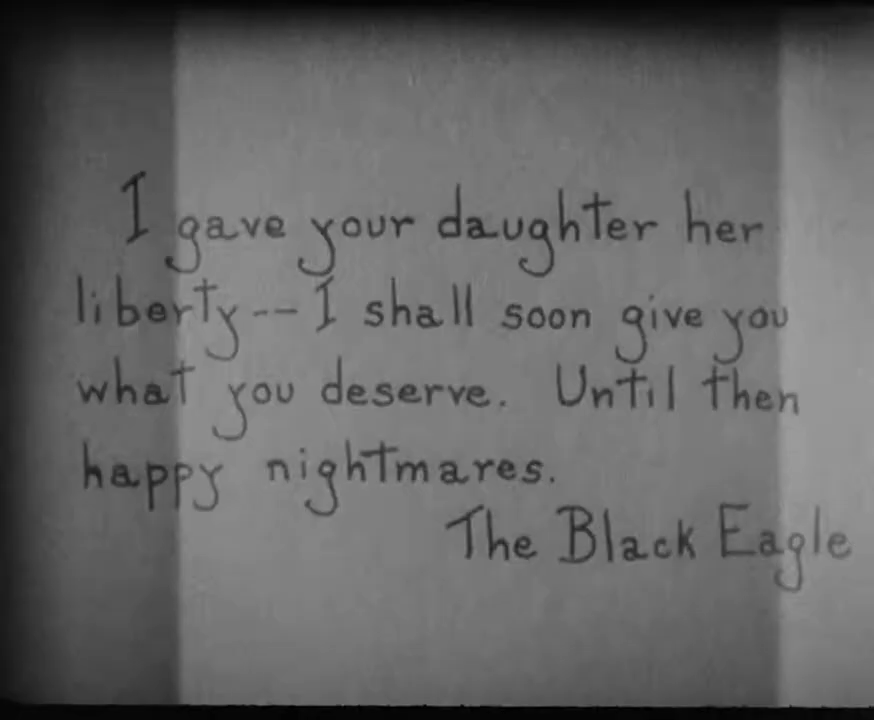 I gave your daughter her
liberty--I shall soon give you
what you deserve. Until then
happy nightmares.
The Black Eagle